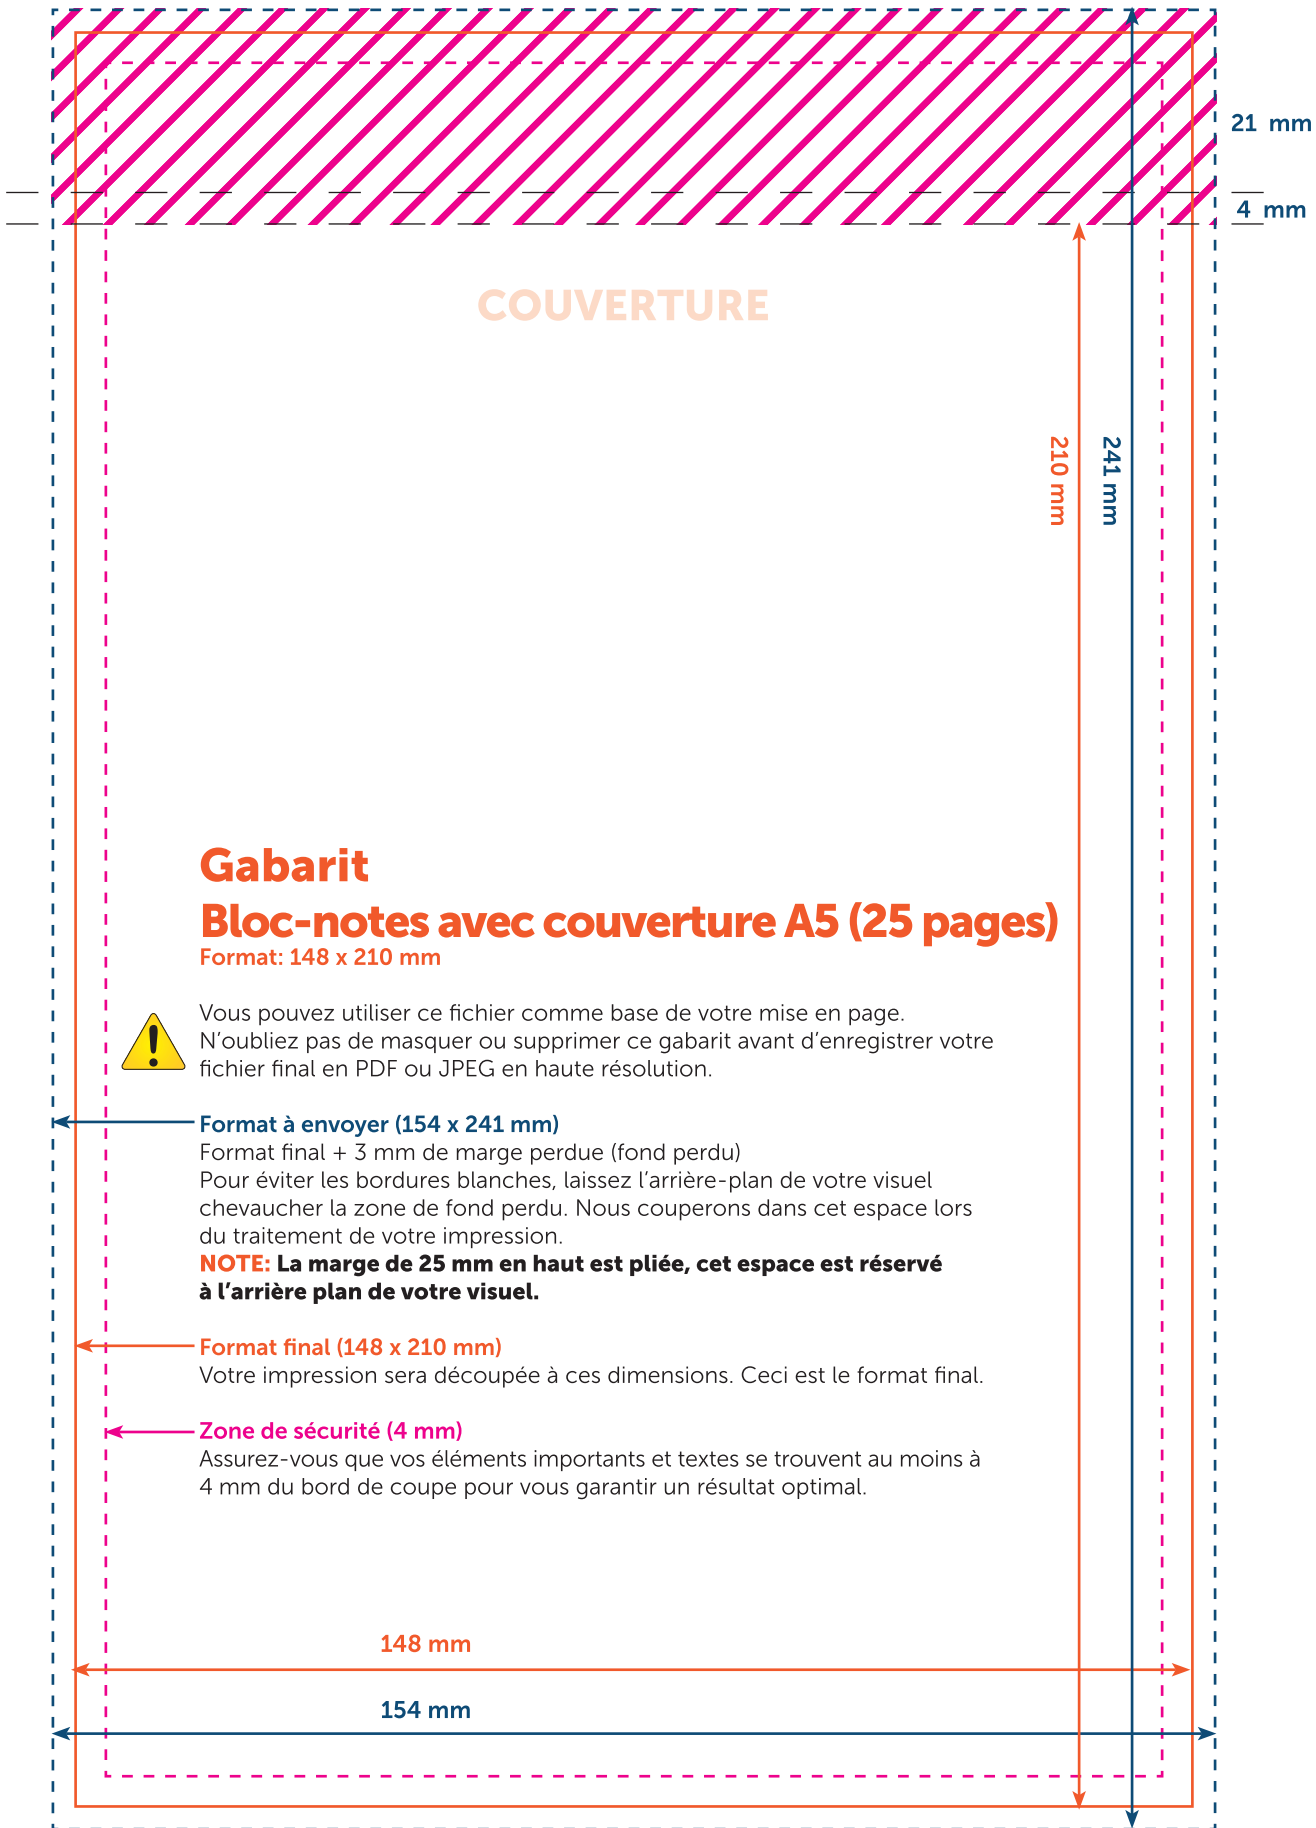 21 mm
4 mm
COUVERTURE
210 mm
241 mm
Gabarit
Bloc-notes avec couverture A5 (25 pages)
Format: 148 x 210 mm
Vous pouvez utiliser ce fichier comme base de votre mise en page.
N’oubliez pas de masquer ou supprimer ce gabarit avant d’enregistrer votre
fichier final en PDF ou JPEG en haute résolution.
Format à envoyer (154 x 241 mm)
Format final + 3 mm de marge perdue (fond perdu)
Pour éviter les bordures blanches, laissez l’arrière-plan de votre visuel
chevaucher la zone de fond perdu. Nous couperons dans cet espace lors
du traitement de votre impression.
NOTE: La marge de 25 mm en haut est pliée, cet espace est réservé
à l’arrière plan de votre visuel.
Format final (148 x 210 mm)
Votre impression sera découpée à ces dimensions. Ceci est le format final.
Zone de sécurité (4 mm)
Assurez-vous que vos éléments importants et textes se trouvent au moins à
4 mm du bord de coupe pour vous garantir un résultat optimal.
148 mm
154 mm